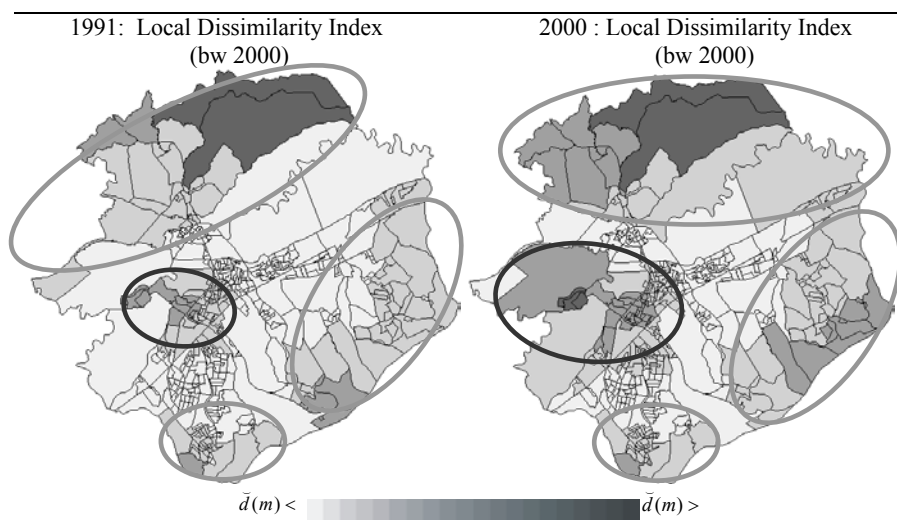 1991: Local Dissimilarity Index
(bw 2000)
2000 : Local Dissimilarity Index
(bw 2000)
d̆(m) < d̆(m) >